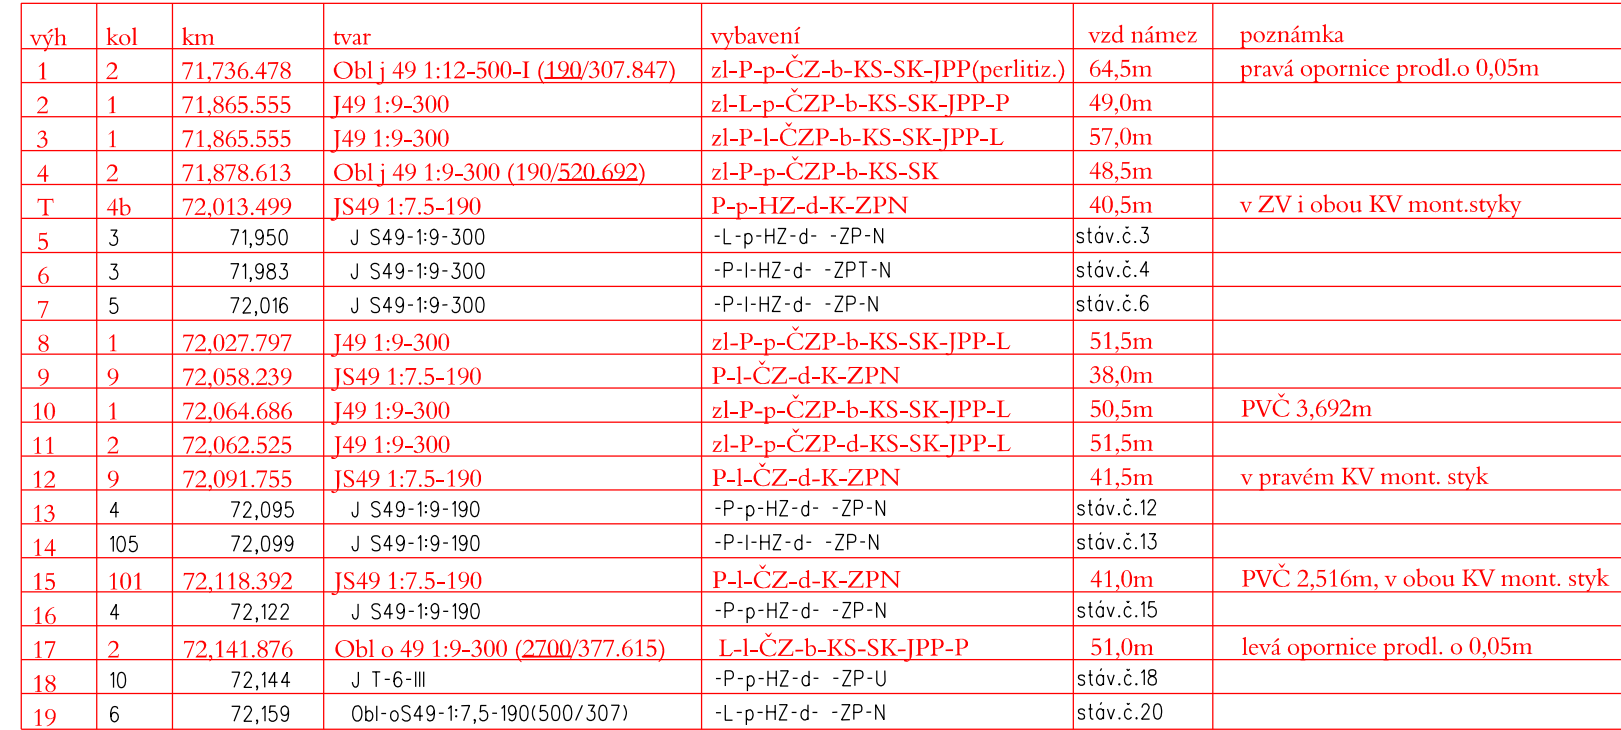 výh kol km tvar vybavení vzd námez poznámka
1 2 71,736.478 Obl j 49 1:12-500-I (190/307.847) zl-P-p-ČZ-b-KS-SK-JPP(perlitiz.) 64,5m pravá opornice prodl.o 0,05m
2 1 71,865.555 J49 1:9-300 zl-L-p-ČZP-b-KS-SK-JPP-P 49,0m
3 1 71,865.555 J49 1:9-300 zl-P-l-ČZP-b-KS-SK-JPP-L 57,0m
4 2 71,878.613 Obl j 49 1:9-300 (190/520.692) zl-P-p-ČZP-b-KS-SK 48,5m
T 4b 72,013.499 JS49 1:7.5-190 P-p-HZ-d-K-ZPN 40,5m v ZV i obou KV mont.styky
5 3 71,950 J S49-1:9-300 -L-p-HZ-d- -ZP-N stáv.č.3
6 3 71,983 J S49-1:9-300 -P-l-HZ-d- -ZPT-N stáv.č.4
7 5 72,016 J S49-1:9-300 -P-l-HZ-d- -ZP-N stáv.č.6
8 1 72,027.797 J49 1:9-300 zl-P-p-ČZP-b-KS-SK-JPP-L 51,5m
9 9 72,058.239 JS49 1:7.5-190 P-l-ČZ-d-K-ZPN 38,0m
10 1 72,064.686 J49 1:9-300 zl-P-p-ČZP-b-KS-SK-JPP-L 50,5m PVČ 3,692m
11 2 72,062.525 J49 1:9-300 zl-P-p-ČZP-d-KS-SK-JPP-L 51,5m
12 9 72,091.755 JS49 1:7.5-190 P-l-ČZ-d-K-ZPN 41,5m v pravém KV mont. styk
13 4 72,095 J S49-1:9-190 -P-p-HZ-d- -ZP-N stáv.č.12
14 105 72,099 J S49-1:9-190 -P-l-HZ-d- -ZP-N stáv.č.13
15 101 72,118.392 JS49 1:7.5-190 P-l-ČZ-d-K-ZPN 41,0m PVČ 2,516m, v obou KV mont. styk
16 4 72,122 J S49-1:9-190 -P-p-HZ-d- -ZP-N stáv.č.15
17 2 72,141.876 Obl o 49 1:9-300 (2700/377.615) L-l-ČZ-b-KS-SK-JPP-P 51,0m levá opornice prodl. o 0,05m
18 10 72,144 J T-6-III -P-p-HZ-d- -ZP-U stáv.č.18
19 6 72,159 Obl-oS49-1:7,5-190(500/307) -L-p-HZ-d- -ZP-N stáv.č.20